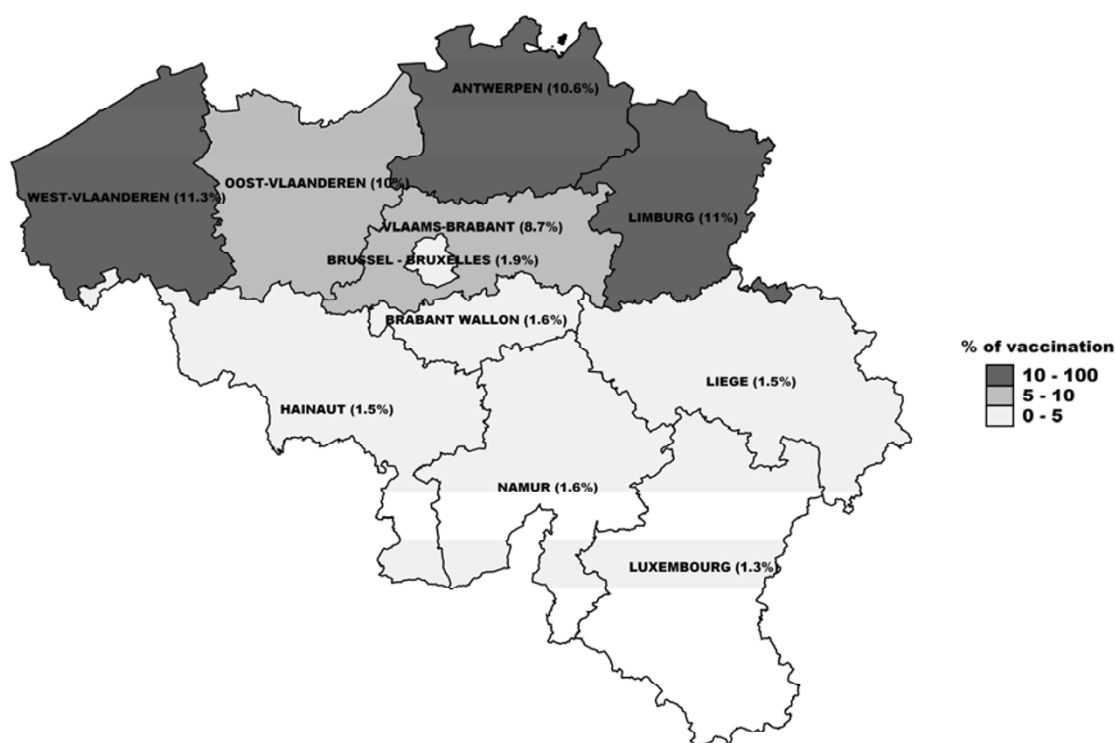 ANTWERPEN (10.6%)
WEST-VLAANDEREN (11.3%)
OOST-VLAANDEREN (10%)
LIMBURG (11%)
VLAAMS-BRABANT (8.7%)
BRUSSEL - BRUXELLES (1.9%)
BRABANT WALLON (1.6%)
LIEGE (1.5%)
HAINAUT (1.5%)
NAMUR (1.6%)
LUXEMBOURG (1.3%)
% of vaccination
10 - 100
5 - 10
0 - 5